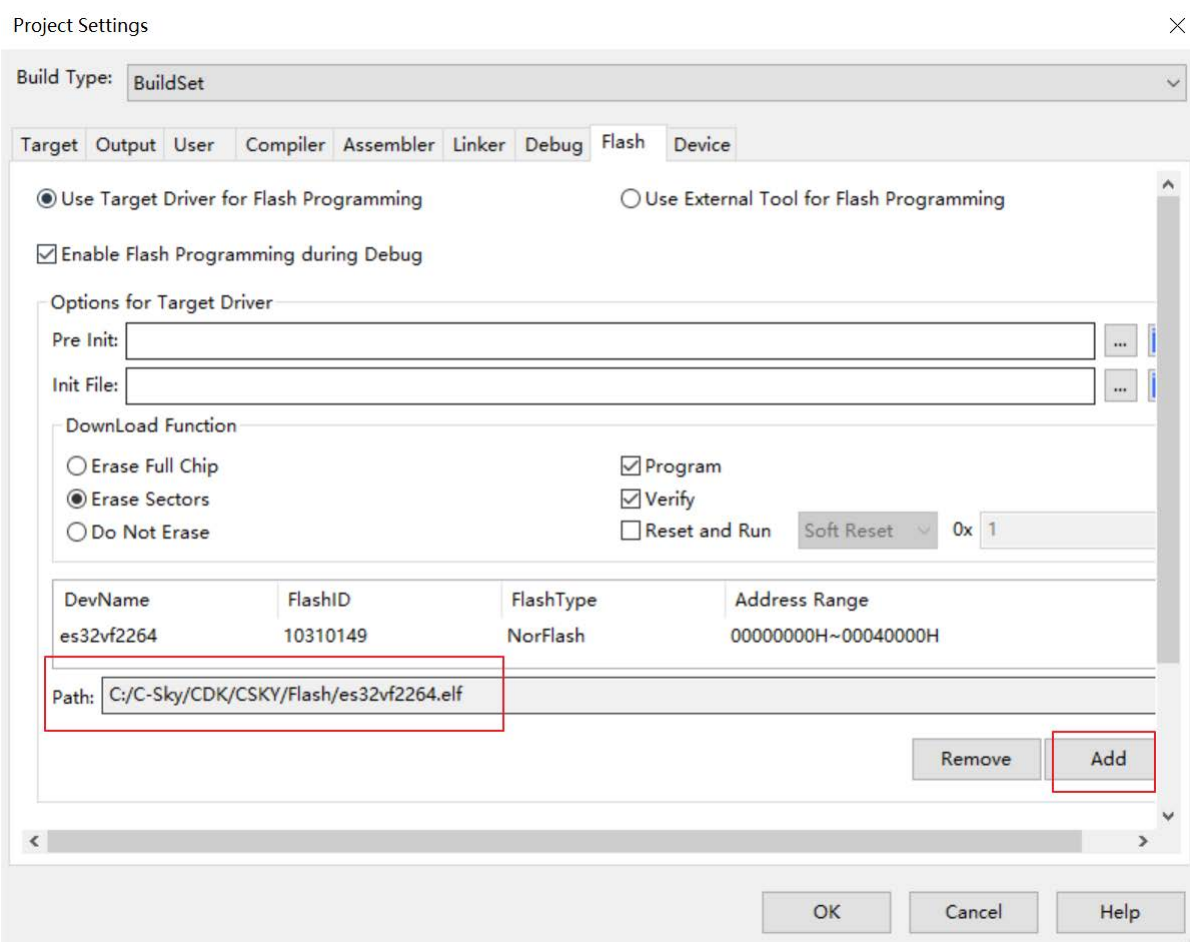 Project Settings
Build Type: BuildSet
Target Output User Compiler Assembler Linker Debug Flash Device
Use Target Driver for Flash Programming Use External Tool for Flash Programming
Enable Flash Programming during Debug
Options for Target Driver
Pre Init: ...
Init File: ...
DownLoad Function
Erase Full Chip Program
Erase Sectors Verify
Do Not Erase Reset and Run Soft Reset 0x 1
DevName FlashID FlashType Address Range
es32vf2264 10310149 NorFlash 00000000H~00040000H
Path: C:/C-Sky/CDK/CSKY/Flash/es32vf2264.elf
Remove Add
OK Cancel Help